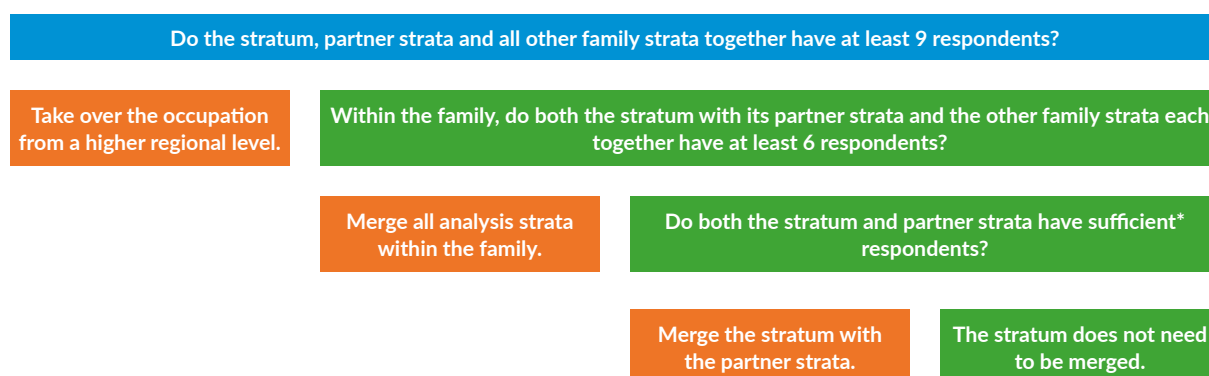 Do the stratum, partner strata and all other family strata together have at least 9 respondents?
Take over the occupation
from a higher regional level.
Within the family, do both the stratum with its partner strata and the other family strata each
together have at least 6 respondents?
Merge all analysis strata
within the family.
Do both the stratum and partner strata have sufficient*
respondents?
Merge the stratum with
the partner strata.
The stratum does not need
to be merged.